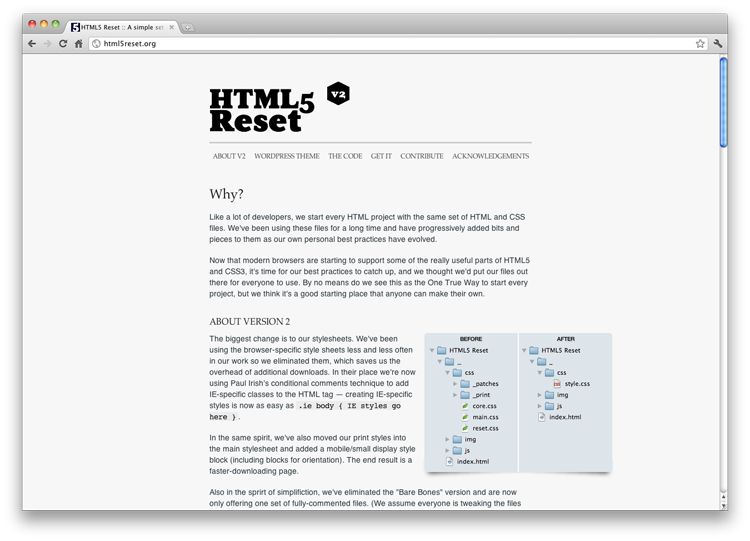 5 HTML5 Reset :: A simple set
html5reset.org
HTML5 v2
Reset
ABOUT V2 WORDPRESS THEME THE CODE GET IT CONTRIBUTE ACKNOWLEDGEMENTS
Why?
Like a lot of developers, we start every HTML project with the same set of HTML and CSS
files. We've been using these files for a long time and have progressively added bits and
pieces to them as our own personal best practices have evolved.
Now that modern browsers are starting to support some of the really useful parts of HTML5
and CSS3, it's time for our best practices to catch up, and we thought we'd put our files out
there for everyone to use. By no means do we see this as the One True Way to start every
project, but we think it's a good starting place that anyone can make their own.
ABOUT VERSION 2
The biggest change is to our stylesheets. We've been
using the browser-specific style sheets less and less often
in our work so we eliminated them, which saves us the
overhead of additional downloads. In their place we're now
using Paul Irish's conditional comments technique to add
IE-specific classes to the HTML tag — creating IE-specific
styles is now as easy as .ie body { IE styles go
here }.
In the same spirit, we've also moved our print styles into
the main stylesheet and added a mobile/small display style
block (including blocks for orientation). The end result is a
faster-downloading page.
Also in the sprirt of simplifiction, we've eliminated the "Bare Bones" version and are now
only offering one set of fully-commented files. (We assume everyone is tweaking the files
BEFORE
HTML5 Reset
_
css
_patches
_print
core.css
main.css
reset.css
img
js
index.html
AFTER
HTML5 Reset
_
css
style.css
img
js
index.html